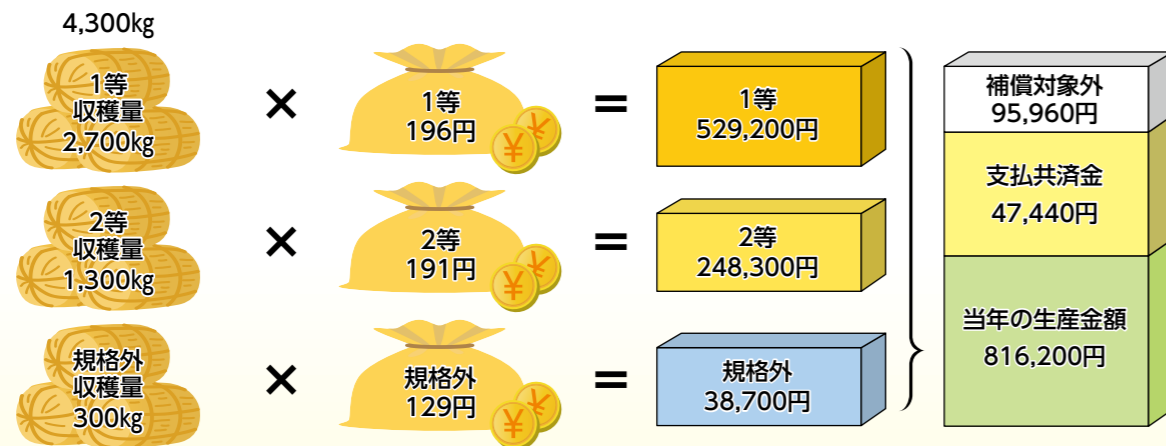 4,300kg
1等
収穫量
2,700kg
×
1等
196円
=
1等
529,200円
2等
収穫量
1,300kg
×
2等
191円
=
2等
248,300円
規格外
収穫量
300kg
×
規格外
129円
=
規格外
38,700円
補償対象外
95,960円
支払共済金
47,440円
当年の生産金額
816,200円